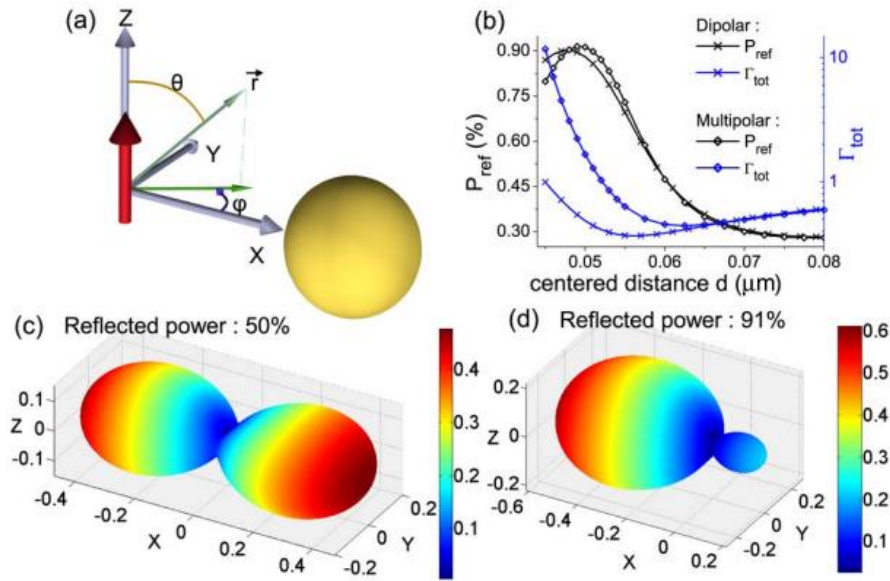 (a)
Z
θ
r
Y
φ
X
(b)
Dipolar :
P_ref
Γ_tot
Multipolar :
P_ref
Γ_tot
P_ref (%)
0.90
0.75
0.60
0.45
0.30
10
1
Γ_tot
0.05 0.06 0.07 0.08
centered distance d (μm)
(c) Reflected power : 50%
0.1
0
-0.1
Z
-0.4 -0.2 0 0.2 0.4
X
-0.2 0 0.2
Y
0.4
0.3
0.2
0.1
(d) Reflected power : 91%
0.2
0
-0.2
Z
-0.6 -0.4 -0.2 0
X
-0.2 0 0.2
Y
0.6
0.5
0.4
0.3
0.2
0.1